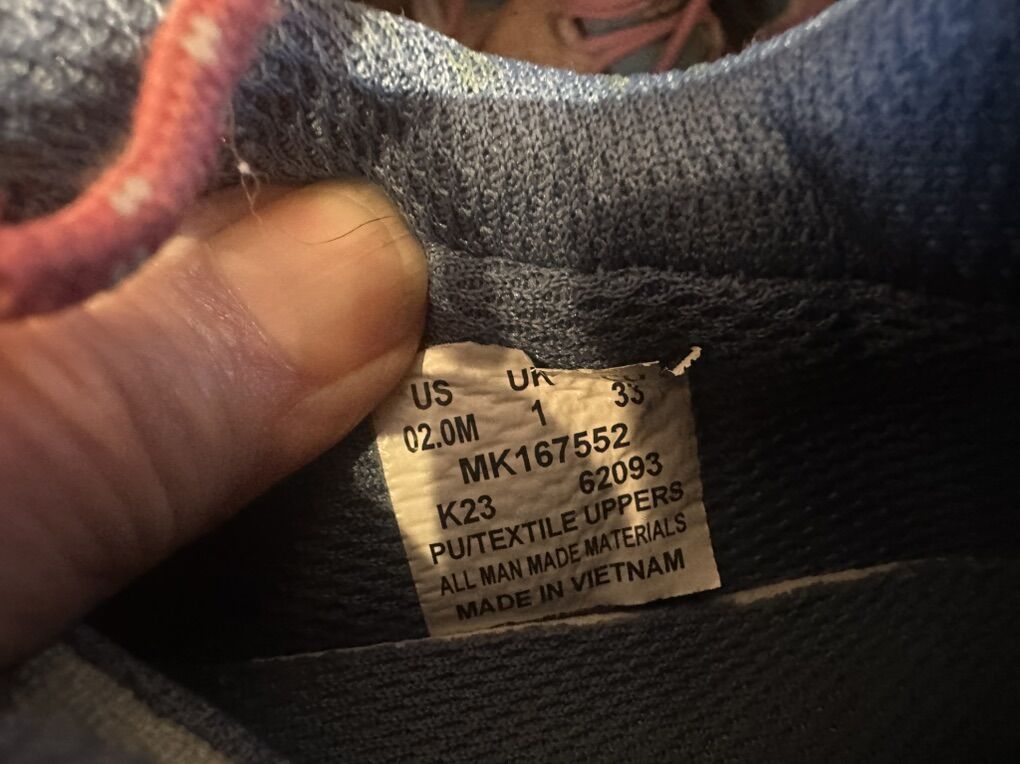 US UK
02.0M 1 33
MK167552
K23 62093
PU/TEXTILE UPPERS
ALL MAN MADE MATERIALS
MADE IN VIETNAM